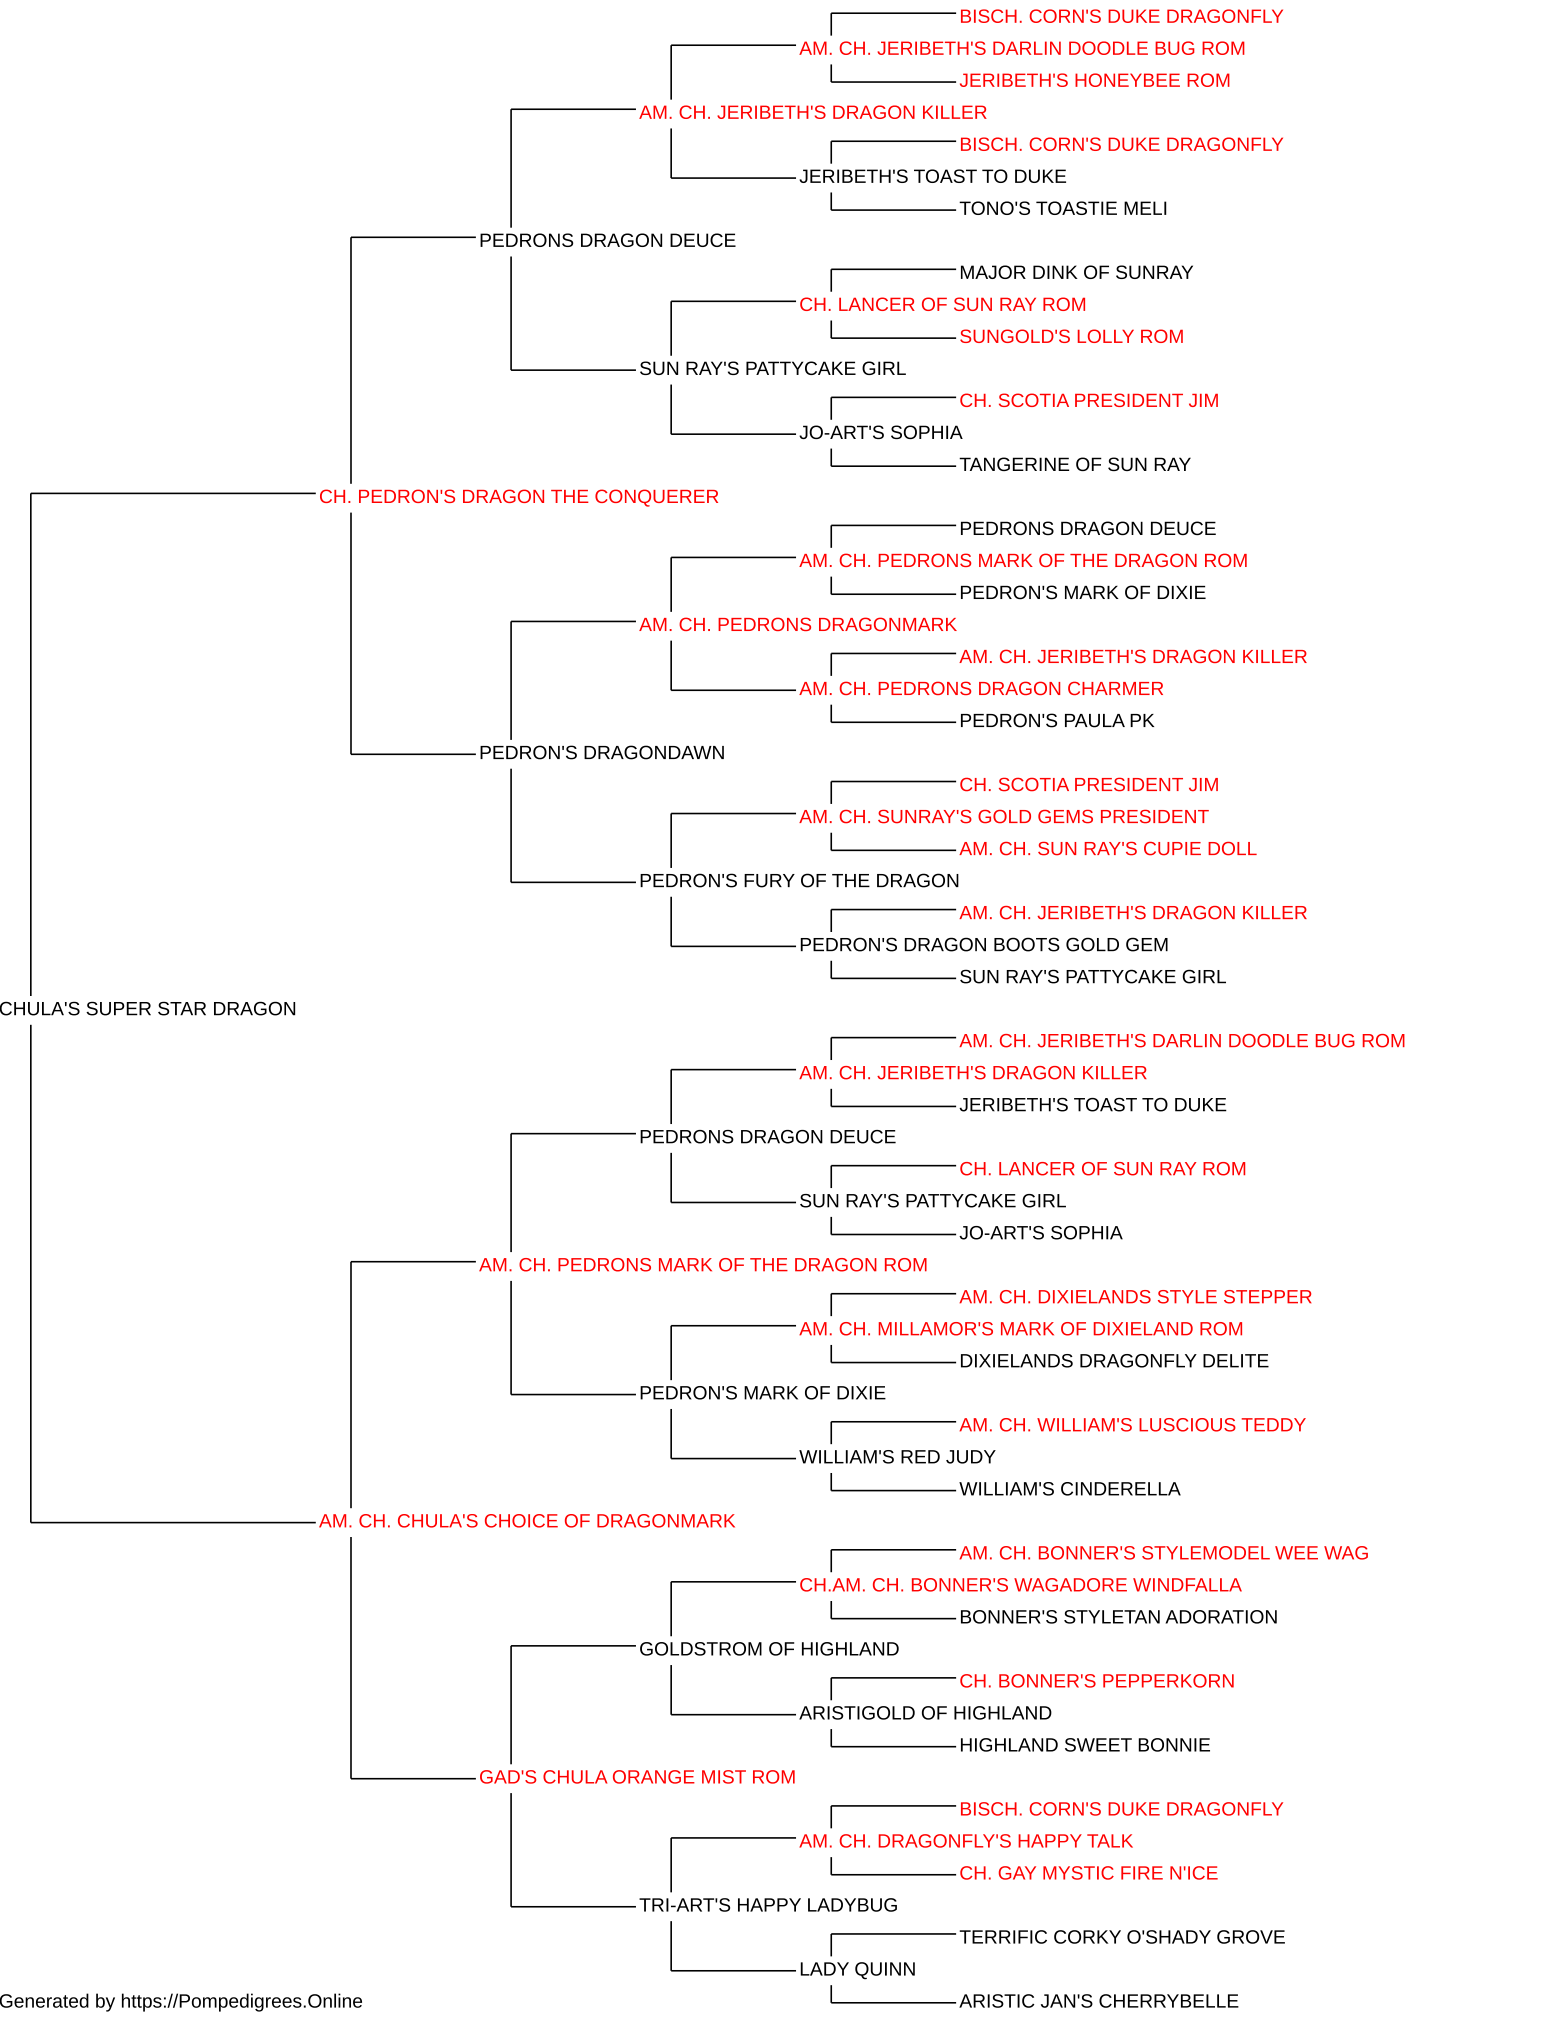 BISCH. CORN'S DUKE DRAGONFLY
AM. CH. JERIBETH'S DARLIN DOODLE BUG ROM
JERIBETH'S HONEYBEE ROM
AM. CH. JERIBETH'S DRAGON KILLER
BISCH. CORN'S DUKE DRAGONFLY
JERIBETH'S TOAST TO DUKE
TONO'S TOASTIE MELI
PEDRONS DRAGON DEUCE
MAJOR DINK OF SUNRAY
CH. LANCER OF SUN RAY ROM
SUNGOLD'S LOLLY ROM
SUN RAY'S PATTYCAKE GIRL
CH. SCOTIA PRESIDENT JIM
JO-ART'S SOPHIA
TANGERINE OF SUN RAY
CH. PEDRON'S DRAGON THE CONQUERER
PEDRONS DRAGON DEUCE
AM. CH. PEDRONS MARK OF THE DRAGON ROM
PEDRON'S MARK OF DIXIE
AM. CH. PEDRONS DRAGONMARK
AM. CH. JERIBETH'S DRAGON KILLER
AM. CH. PEDRONS DRAGON CHARMER
PEDRON'S PAULA PK
PEDRON'S DRAGONDAWN
CH. SCOTIA PRESIDENT JIM
AM. CH. SUNRAY'S GOLD GEMS PRESIDENT
AM. CH. SUN RAY'S CUPIE DOLL
PEDRON'S FURY OF THE DRAGON
AM. CH. JERIBETH'S DRAGON KILLER
PEDRON'S DRAGON BOOTS GOLD GEM
SUN RAY'S PATTYCAKE GIRL
CHULA'S SUPER STAR DRAGON
AM. CH. JERIBETH'S DARLIN DOODLE BUG ROM
AM. CH. JERIBETH'S DRAGON KILLER
JERIBETH'S TOAST TO DUKE
PEDRONS DRAGON DEUCE
CH. LANCER OF SUN RAY ROM
SUN RAY'S PATTYCAKE GIRL
JO-ART'S SOPHIA
AM. CH. PEDRONS MARK OF THE DRAGON ROM
AM. CH. DIXIELANDS STYLE STEPPER
AM. CH. MILLAMOR'S MARK OF DIXIELAND ROM
DIXIELANDS DRAGONFLY DELITE
PEDRON'S MARK OF DIXIE
AM. CH. WILLIAM'S LUSCIOUS TEDDY
WILLIAM'S RED JUDY
WILLIAM'S CINDERELLA
AM. CH. CHULA'S CHOICE OF DRAGONMARK
AM. CH. BONNER'S STYLEMODEL WEE WAG
CH.AM. CH. BONNER'S WAGADORE WINDFALLA
BONNER'S STYLETAN ADORATION
GOLDSTROM OF HIGHLAND
CH. BONNER'S PEPPERKORN
ARISTIGOLD OF HIGHLAND
HIGHLAND SWEET BONNIE
GAD'S CHULA ORANGE MIST ROM
BISCH. CORN'S DUKE DRAGONFLY
AM. CH. DRAGONFLY'S HAPPY TALK
CH. GAY MYSTIC FIRE N'ICE
TRI-ART'S HAPPY LADYBUG
TERRIFIC CORKY O'SHADY GROVE
LADY QUINN
ARISTIC JAN'S CHERRYBELLE
Generated by https://Pompedigrees.Online